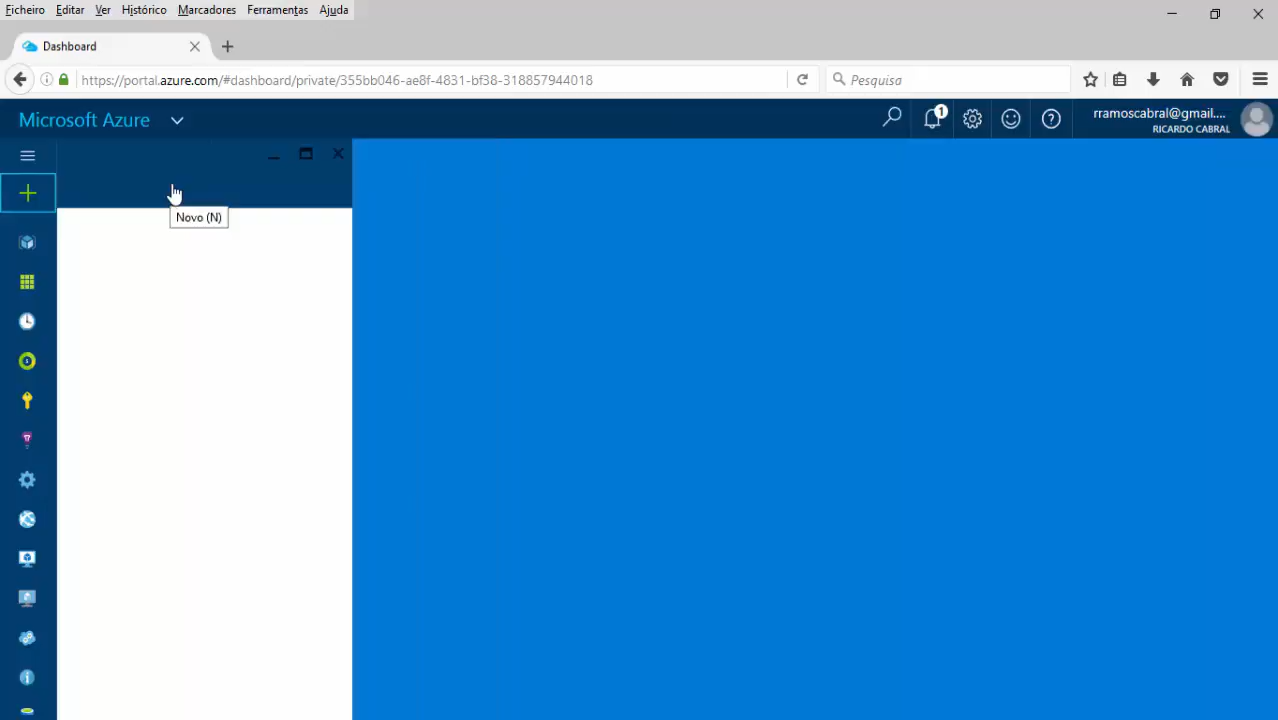 Ficheiro Editar Ver Histórico Marcadores Ferramentas Ajuda
Dashboard
https://portal.azure.com/#dashboard/private/355bb046-ae8f-4831-bf38-318857944018
Pesquisa
Microsoft Azure
1
rramoscabral@gmail....
RICARDO CABRAL
Novo (N)